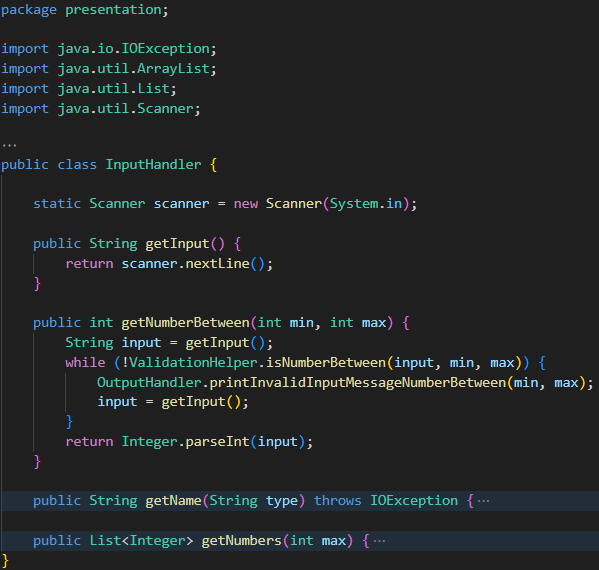 package presentation;
import java.io.IOException;
import java.util.ArrayList;
import java.util.List;
import java.util.Scanner;
...
public class InputHandler {
static Scanner scanner = new Scanner(System.in);
public String getInput() {
return scanner.nextLine();
}
public int getNumberBetween(int min, int max) {
String input = getInput();
while (!ValidationHelper.isNumberBetween(input, min, max)) {
OutputHandler.printInvalidInputMessageNumberBetween(min, max);
input = getInput();
}
return Integer.parseInt(input);
}
public String getName(String type) throws IOException {...
public List<Integer> getNumbers(int max) {...
}